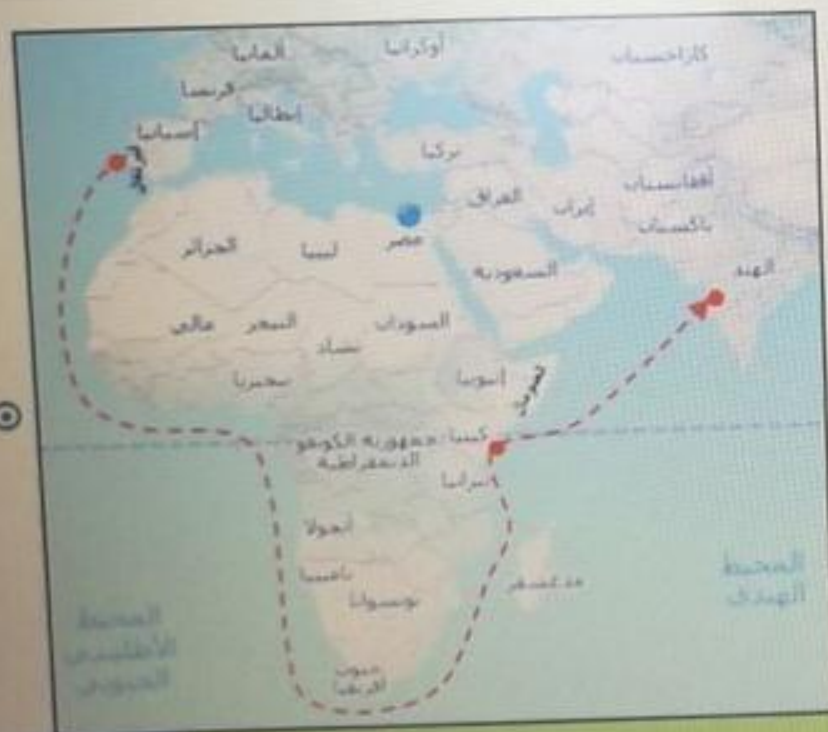 ألمانيا
أوكرانيا
كازاخستان
فرنسا
إيطاليا
إسبانيا
تركيا
أفغانستان
العراق
إيران
باكستان
الجزائر
ليبيا
مصر
السعودية
الهند
مالي
النيجر
السودان
تشاد
نيجيريا
إثيوبيا
كينيا
جمهورية الكونغو
الديمقراطية
تنزانيا
أنجولا
ناميبيا
بوتسوانا
مدغشقر
المحيط
الهندي
المحيط
الأطلسي
الجنوبي
جنوب
أفريقيا